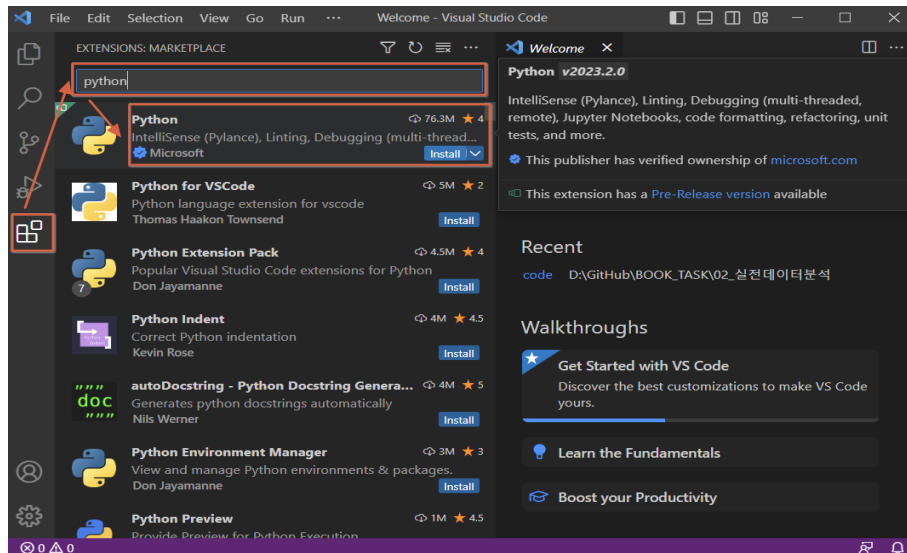 File Edit Selection View Go Run ··· Welcome - Visual Studio Code
EXTENSIONS: MARKETPLACE
python
Python 76.3M ★ 4
IntelliSense (Pylance), Linting, Debugging (multi-thread...
Microsoft Install
Python for VSCode 5M ★ 2
Python language extension for vscode
Thomas Haakon Townsend Install
Python Extension Pack 4.5M ★ 4
Popular Visual Studio Code extensions for Python
7 Don Jayamanne Install
Python Indent 4M ★ 4.5
Correct Python indentation
Kevin Rose Install
""" doc """
autoDocstring - Python Docstring Genera... 4M ★ 5
Generates python docstrings automatically
Nils Werner Install
Python Environment Manager 3M ★ 3
View and manage Python environments & packages.
Don Jayamanne Install
Python Preview 1M ★ 4.5
Provide Preview for Python Execution
0 0
Welcome
Python v2023.2.0
IntelliSense (Pylance), Linting, Debugging (multi-threaded,
remote), Jupyter Notebooks, code formatting, refactoring, unit
tests, and more.
This publisher has verified ownership of microsoft.com
This extension has a Pre-Release version available
Recent
code D:\GitHub\BOOK_TASK\02_실전데이터분석
Walkthroughs
Get Started with VS Code
Discover the best customizations to make VS Code
yours.
Learn the Fundamentals
Boost your Productivity